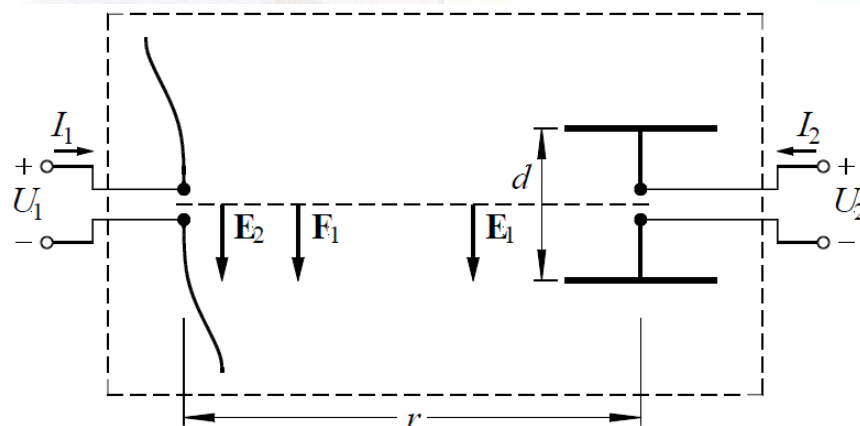 I₁ I₂
+ d +
U₁ U₂
− E₂ F₁ E₁ −
r